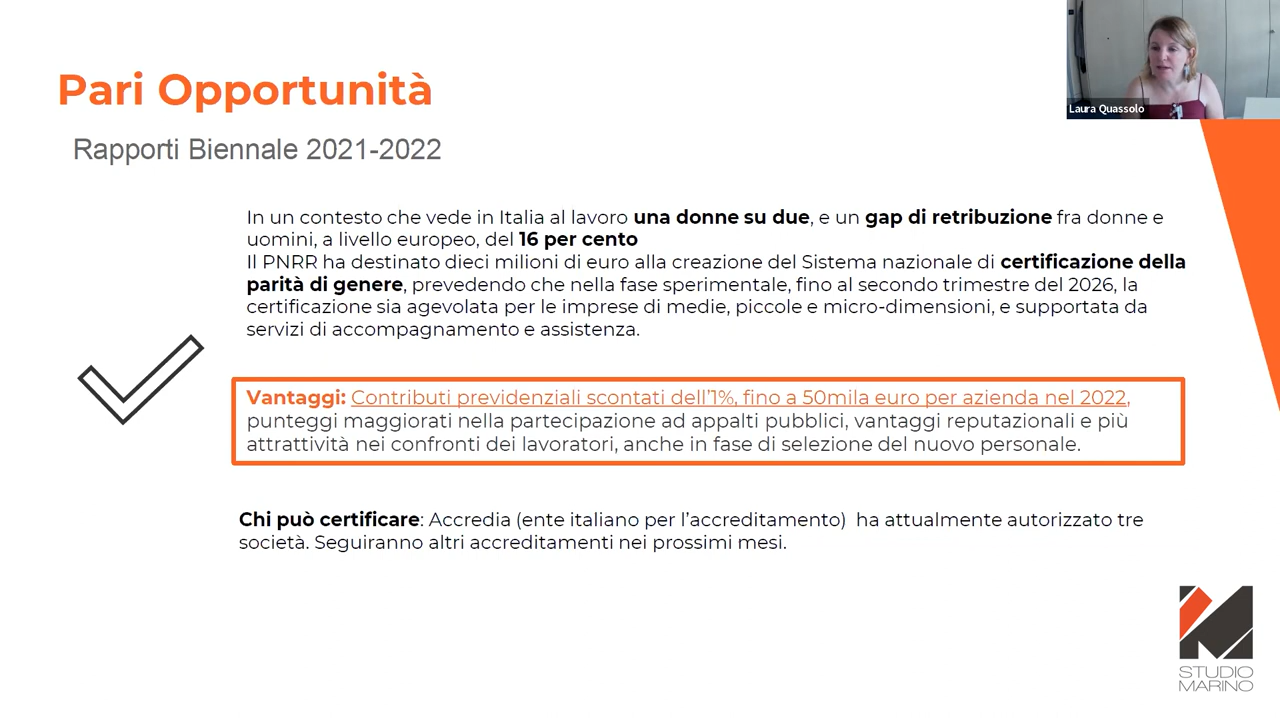 Pari Opportunità
Laura Quassolo
Rapporti Biennale 2021-2022
In un contesto che vede in Italia al lavoro una donne su due, e un gap di retribuzione fra donne e
uomini, a livello europeo, del 16 per cento
Il PNRR ha destinato dieci milioni di euro alla creazione del Sistema nazionale di certificazione della
parità di genere, prevedendo che nella fase sperimentale, fino al secondo trimestre del 2026, la
certificazione sia agevolata per le imprese di medie, piccole e micro-dimensioni, e supportata da
servizi di accompagnamento e assistenza.
Vantaggi: Contributi previdenziali scontati dell'1%, fino a 50mila euro per azienda nel 2022,
punteggi maggiorati nella partecipazione ad appalti pubblici, vantaggi reputazionali e più
attrattività nei confronti dei lavoratori, anche in fase di selezione del nuovo personale.
Chi può certificare: Accredia (ente italiano per l'accreditamento) ha attualmente autorizzato tre
società. Seguiranno altri accreditamenti nei prossimi mesi.
STUDIO
MARINO